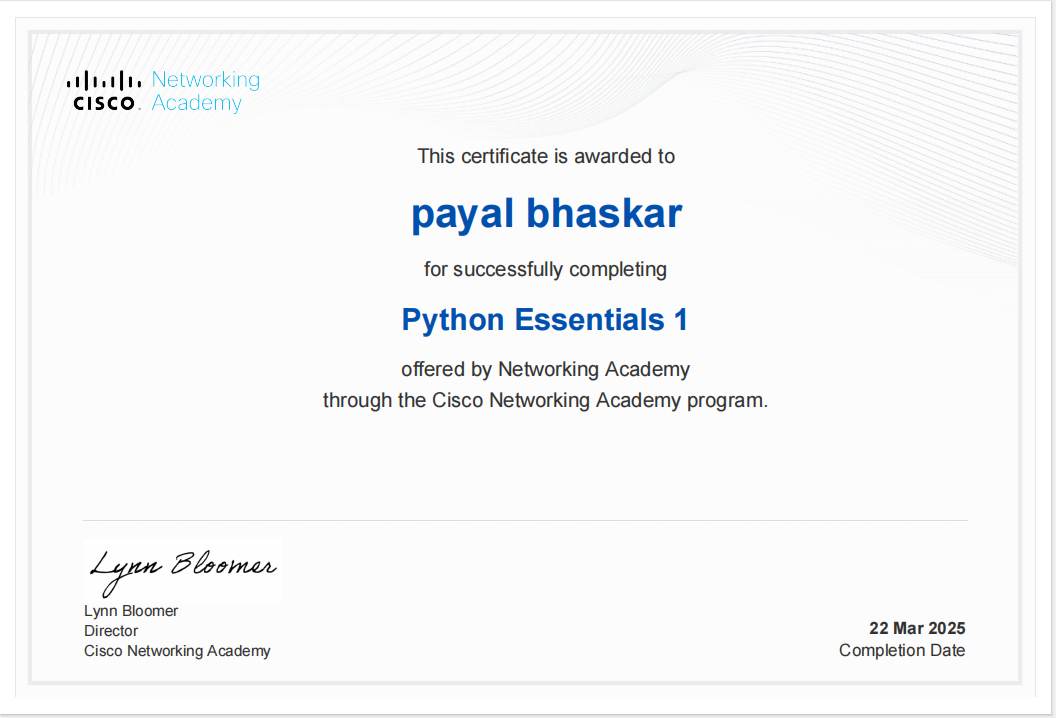 Networking
CISCO. Academy
This certificate is awarded to
payal bhaskar
for successfully completing
Python Essentials 1
offered by Networking Academy
through the Cisco Networking Academy program.
Lynn Bloomer
Lynn Bloomer
Director
Cisco Networking Academy
22 Mar 2025
Completion Date